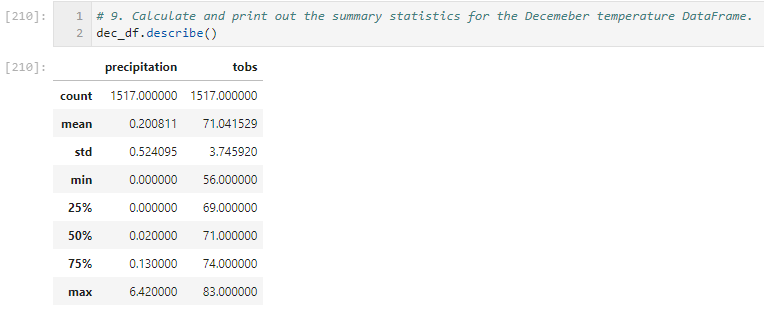 [210]: 1 # 9. Calculate and print out the summary statistics for the Decemeber temperature DataFrame.
2 dec_df.describe()
[210]:
precipitation tobs
count 1517.000000 1517.000000
mean 0.200811 71.041529
std 0.524095 3.745920
min 0.000000 56.000000
25% 0.000000 69.000000
50% 0.020000 71.000000
75% 0.130000 74.000000
max 6.420000 83.000000